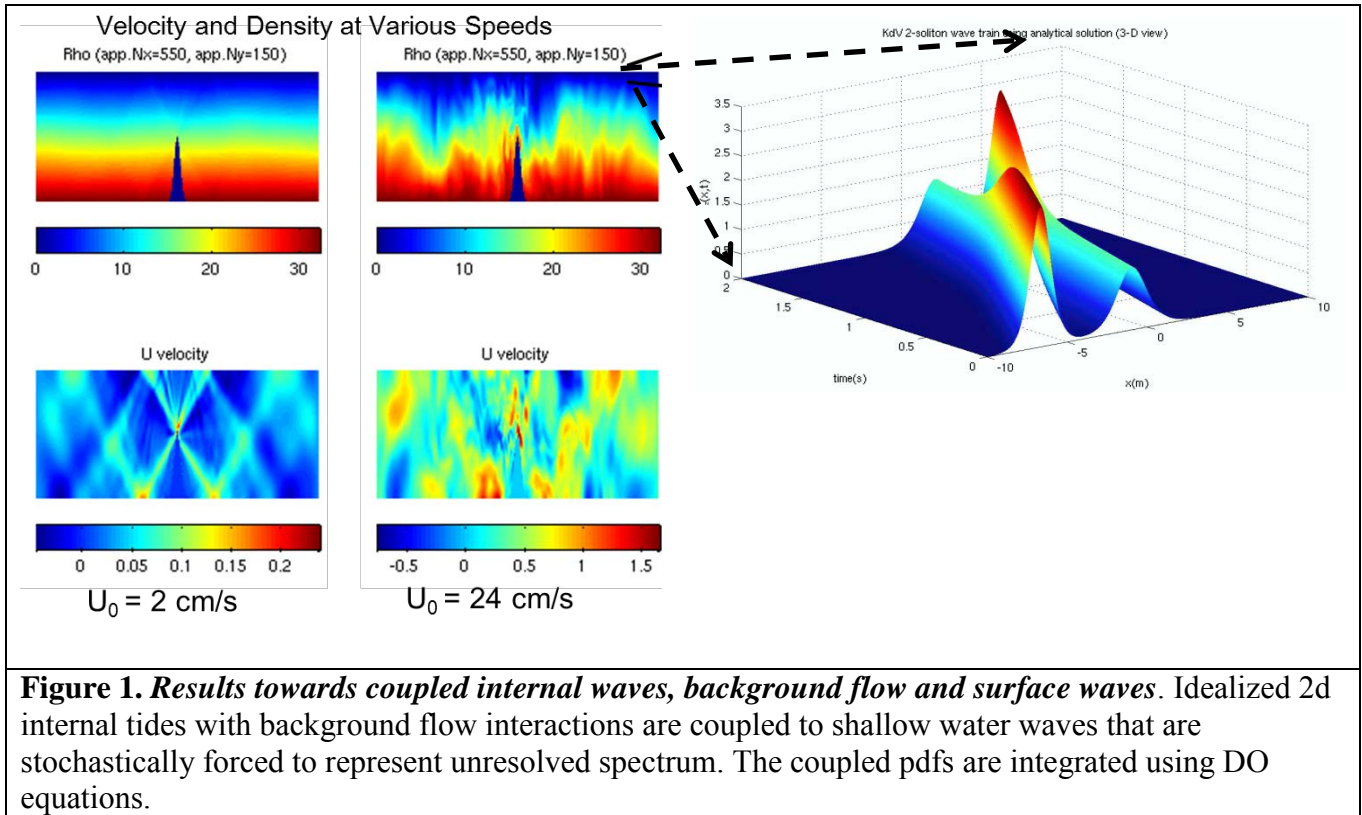 Velocity and Density at Various Speeds
Rho (app.Nx=550, app.Ny=150)
Rho (app.Nx=550, app.Ny=150)
0 10 20 30
0 10 20 30
U velocity
U velocity
0 0.05 0.1 0.15 0.2
-0.5 0 0.5 1 1.5
U₀ = 2 cm/s
U₀ = 24 cm/s
KdV 2-soliton wave train using analytical solution (3-D view)
3.5
3
2.5
2
1.5
1
0.5
0
(x,t)
2
1.5
1
0.5
0
time(s)
-10
-5
0
5
10
x(m)
Figure 1. Results towards coupled internal waves, background flow and surface waves. Idealized 2d
internal tides with background flow interactions are coupled to shallow water waves that are
stochastically forced to represent unresolved spectrum. The coupled pdfs are integrated using DO
equations.